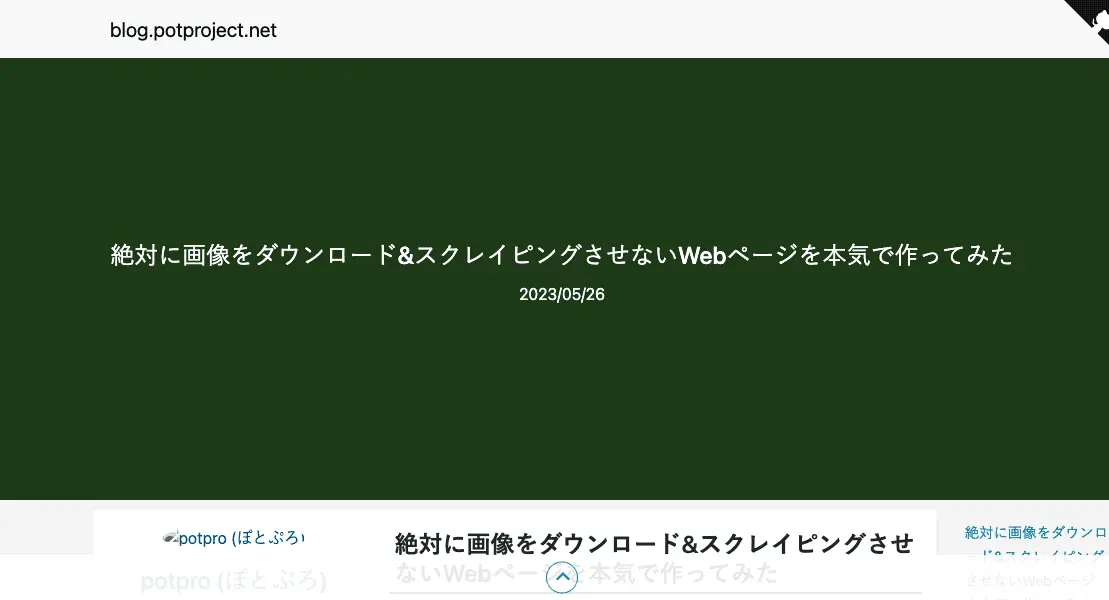 blog.potproject.net
絶対に画像をダウンロード&スクレイピングさせないWebページを本気で作ってみた
2023/05/26
potpro (ぽとぷろ)
potpro (ぽとぷろ)
絶対に画像をダウンロード&スクレイピングさせ
ないWebページを本気で作ってみた
絶対に画像をダウンロ
ード&スクレイピング
させないWebページ